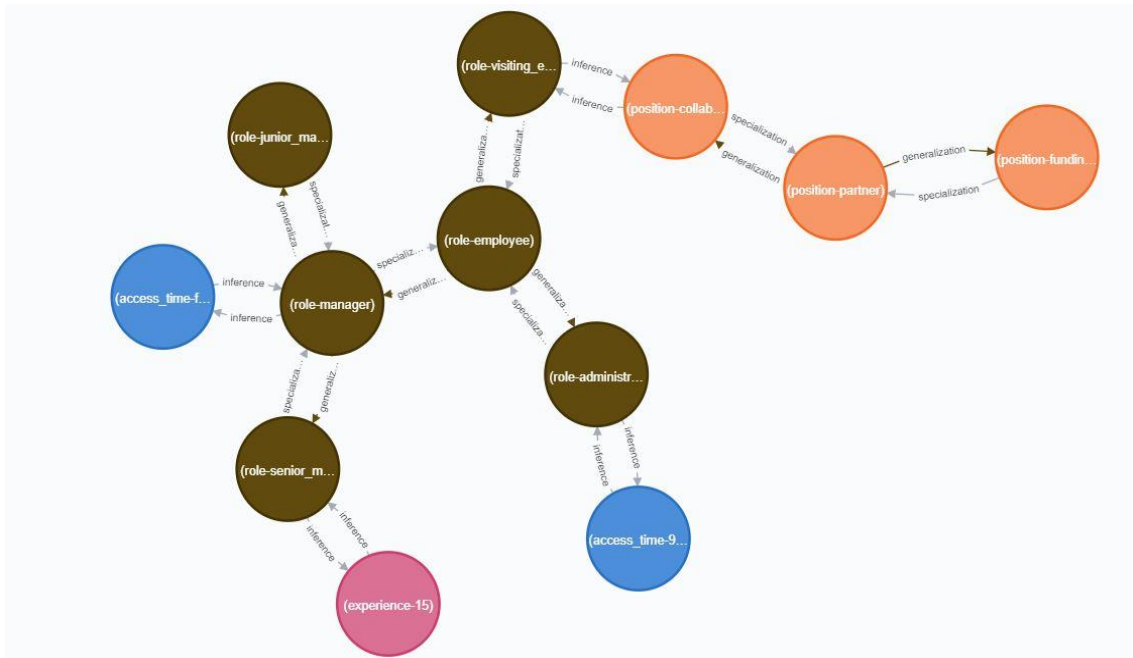 (role-visiting_e...
inference
inference
(position-collab...
specialization
generalization
(position-partner)
generalization
specialization
(position-fundin...
(role-junior_ma...
specializat...
generaliza...
generaliza...
specializat...
(role-employee)
specializ...
generaliz...
(access_time-f...
inference
inference
(role-manager)
generaliza...
specializa...
(role-administr...
specializa...
generaliz...
(role-senior_m...
inference
inference
(access_time-9...
inference
inference
(experience-15)